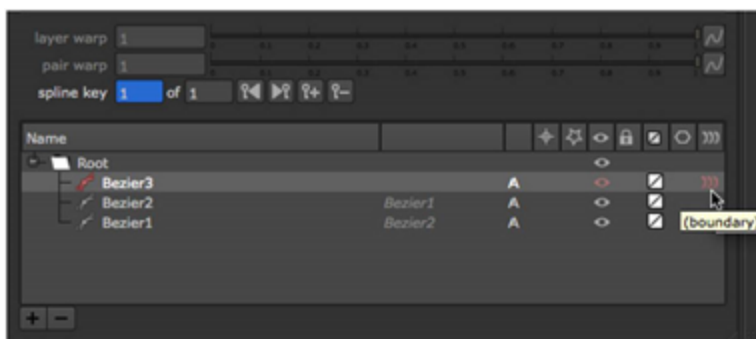 layer warp 1
pair warp 1
spline key 1 of 1
Name
Root
Bezier3 A
Bezier2 Bezier1 A
Bezier1 Bezier2 A
(boundary)